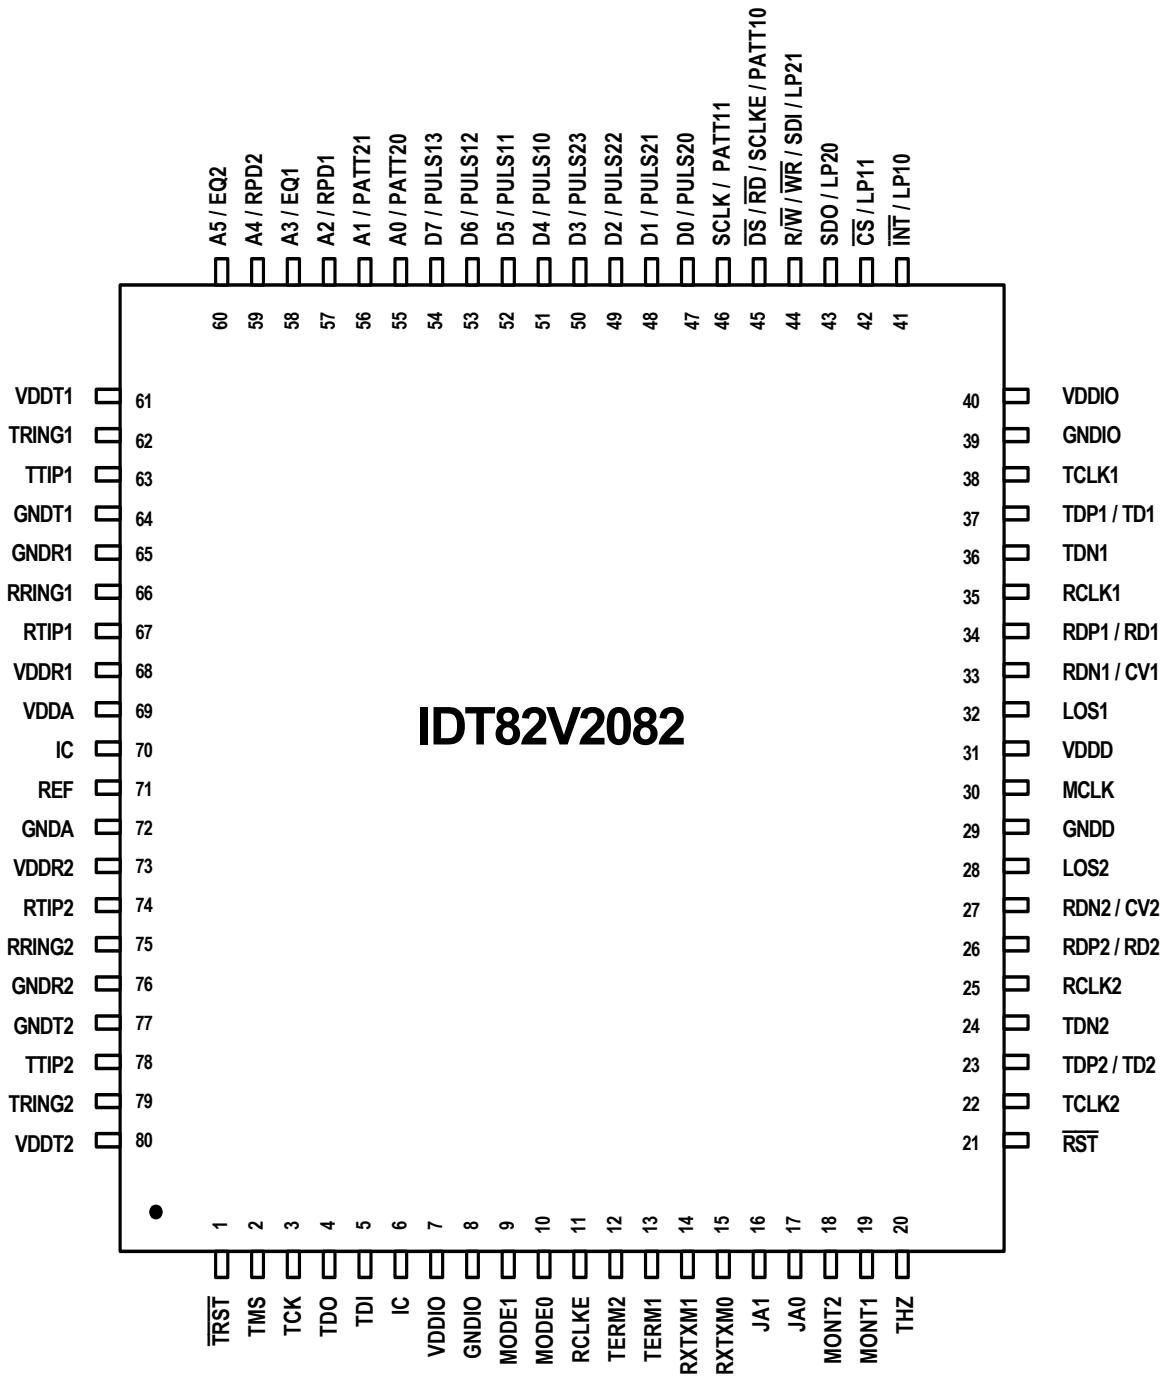 A5 / EQ2
A4 / RPD2
A3 / EQ1
A2 / RPD1
A1 / PATT21
A0 / PATT20
D7 / PULS13
D6 / PULS12
D5 / PULS11
D4 / PULS10
D3 / PULS23
D2 / PULS22
D1 / PULS21
D0 / PULS20
SCLK / PATT11
D̅S̅ / R̅D̅ / SCLKE / PATT10
R/W̅ / W̅R̅ / SDI / LP21
SDO / LP20
C̅S̅ / LP11
I̅N̅T̅ / LP10
60 59 58 57 56 55 54 53 52 51 50 49 48 47 46 45 44 43 42 41
VDDT1 61 40 VDDIO
TRING1 62 39 GNDIO
TTIP1 63 38 TCLK1
GNDT1 64 37 TDP1 / TD1
GNDR1 65 36 TDN1
RRING1 66 35 RCLK1
RTIP1 67 34 RDP1 / RD1
VDDR1 68 33 RDN1 / CV1
VDDA 69 32 LOS1
IDT82V2082
IC 70 31 VDDD
REF 71 30 MCLK
GNDA 72 29 GNDD
VDDR2 73 28 LOS2
RTIP2 74 27 RDN2 / CV2
RRING2 75 26 RDP2 / RD2
GNDR2 76 25 RCLK2
GNDT2 77 24 TDN2
TTIP2 78 23 TDP2 / TD2
TRING2 79 22 TCLK2
VDDT2 80 21 R̅S̅T̅
1 2 3 4 5 6 7 8 9 10 11 12 13 14 15 16 17 18 19 20
T̅R̅S̅T̅
TMS
TCK
TDO
TDI
IC
VDDIO
GNDIO
MODE1
MODE0
RCLKE
TERM2
TERM1
RXTXM1
RXTXM0
JA1
JA0
MONT2
MONT1
THZ